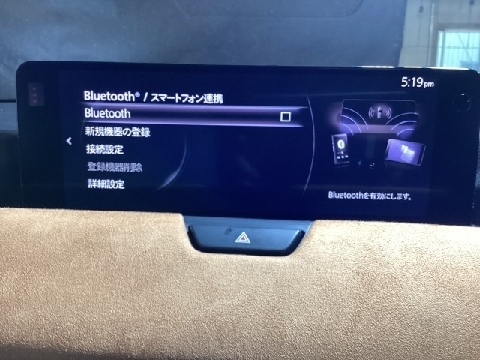 5:19pm
Bluetooth® / スマートフォン連携
Bluetooth
新規機器の登録
接続設定
登録機器削除
詳細設定
Bluetoothを有効にします。